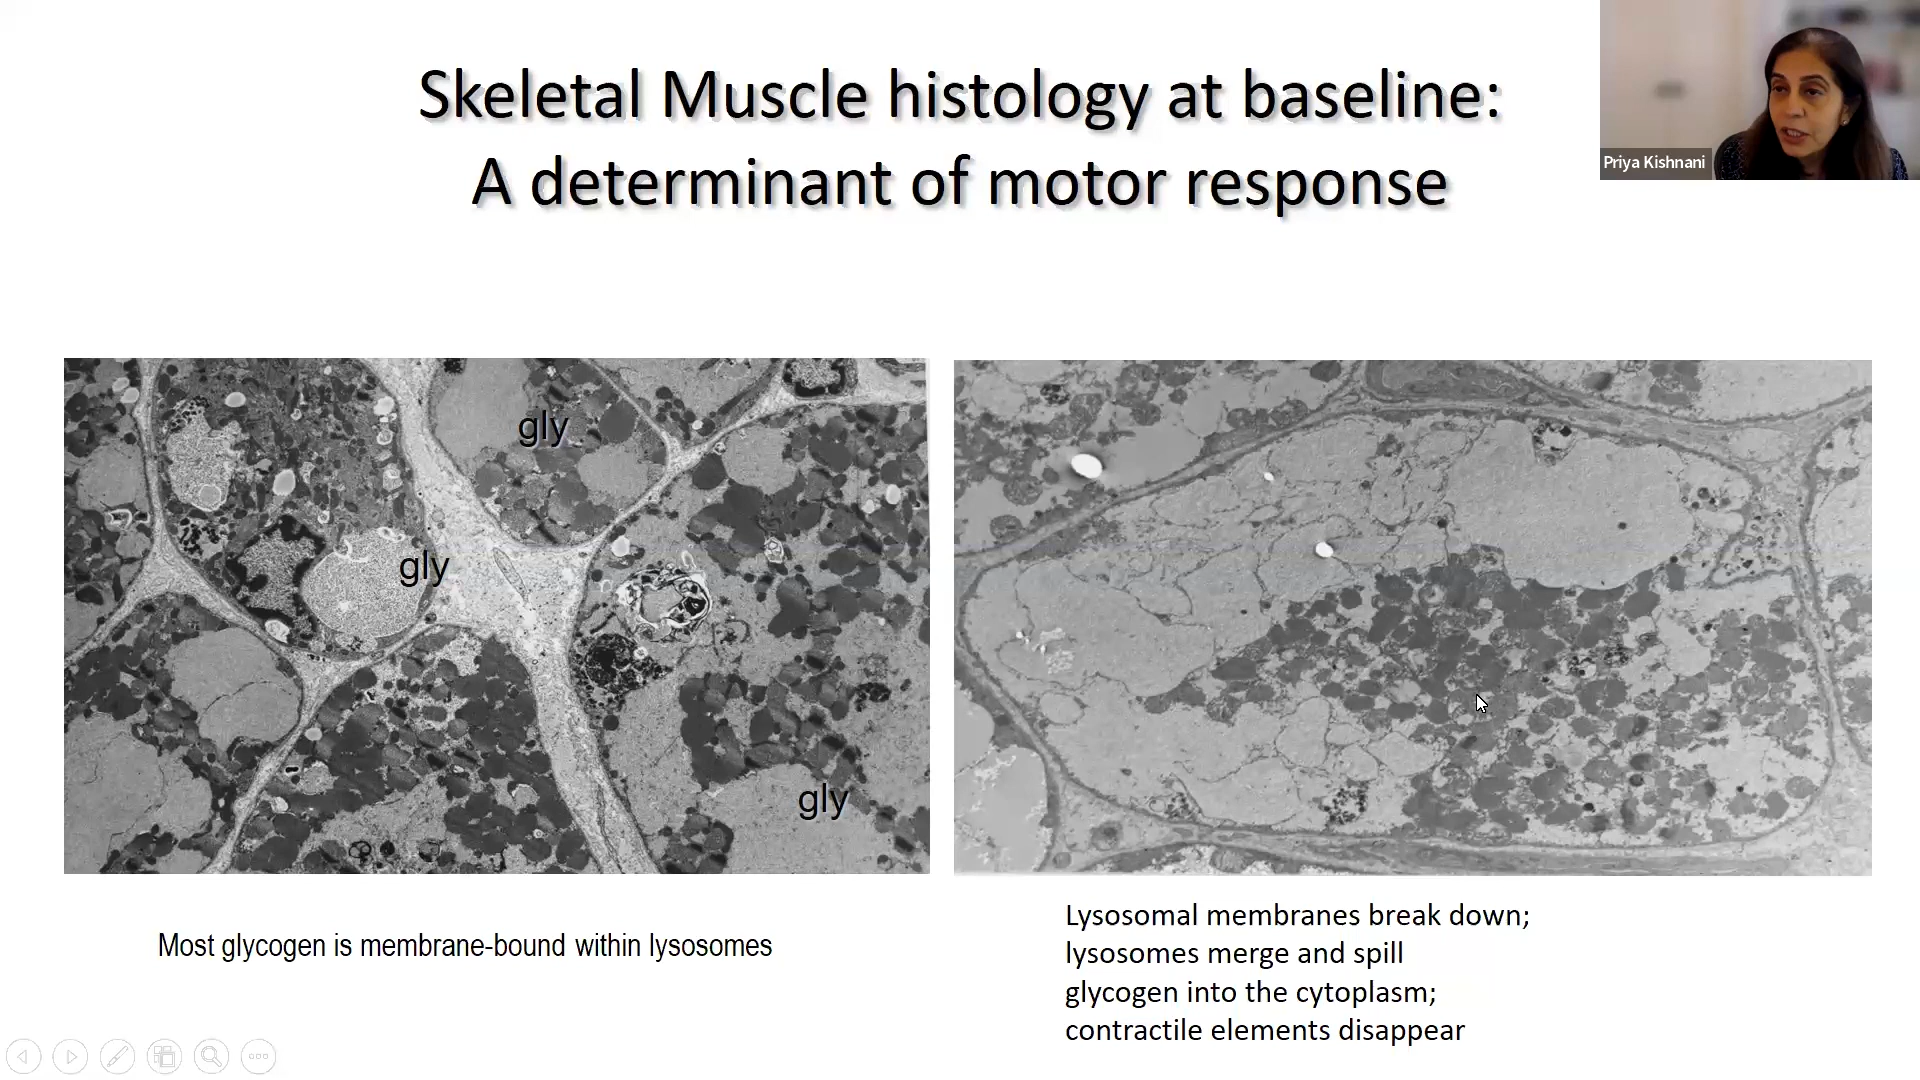 Skeletal Muscle histology at baseline:
A determinant of motor response
Priya Kishnani
gly
gly
gly
Most glycogen is membrane-bound within lysosomes
Lysosomal membranes break down;
lysosomes merge and spill
glycogen into the cytoplasm;
contractile elements disappear